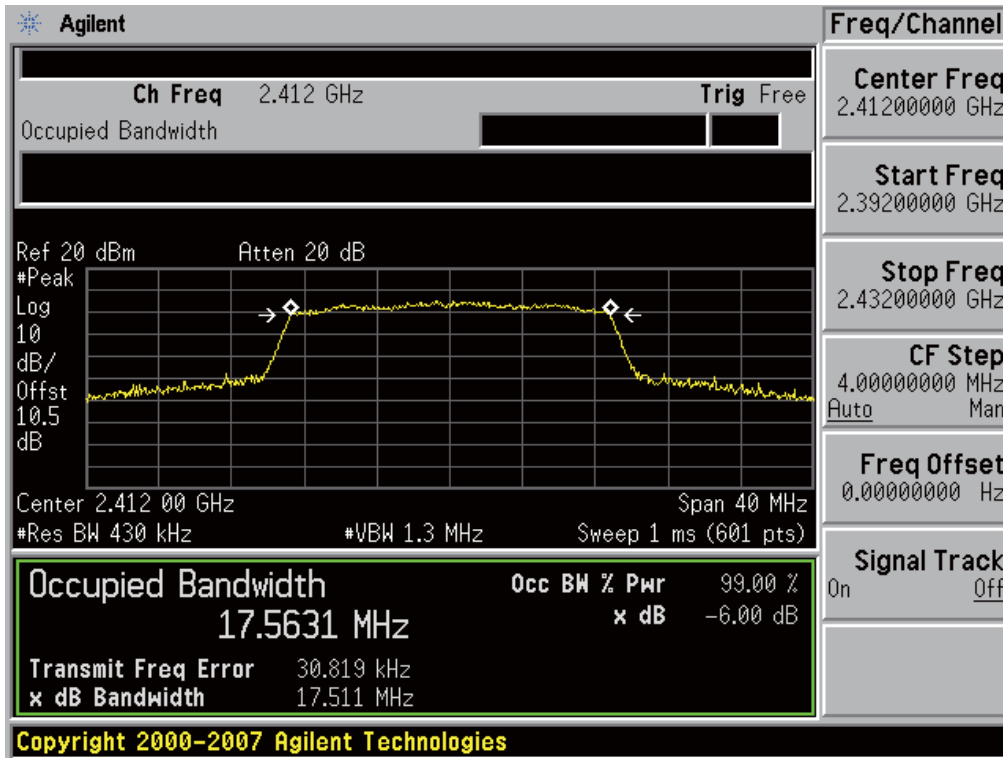 Agilent
Ch Freq 2.412 GHz Trig Free
Occupied Bandwidth
Ref 20 dBm Atten 20 dB
#Peak
Log
10
dB/
Offst
10.5
dB
Center 2.412 00 GHz Span 40 MHz
#Res BW 430 kHz #VBW 1.3 MHz Sweep 1 ms (601 pts)
Occupied Bandwidth Occ BW % Pwr 99.00 %
17.5631 MHz x dB -6.00 dB
Transmit Freq Error 30.819 kHz
x dB Bandwidth 17.511 MHz
Copyright 2000-2007 Agilent Technologies
Freq/Channel
Center Freq
2.41200000 GHz
Start Freq
2.39200000 GHz
Stop Freq
2.43200000 GHz
CF Step
4.00000000 MHz
Auto Man
Freq Offset
0.00000000 Hz
Signal Track
On Off